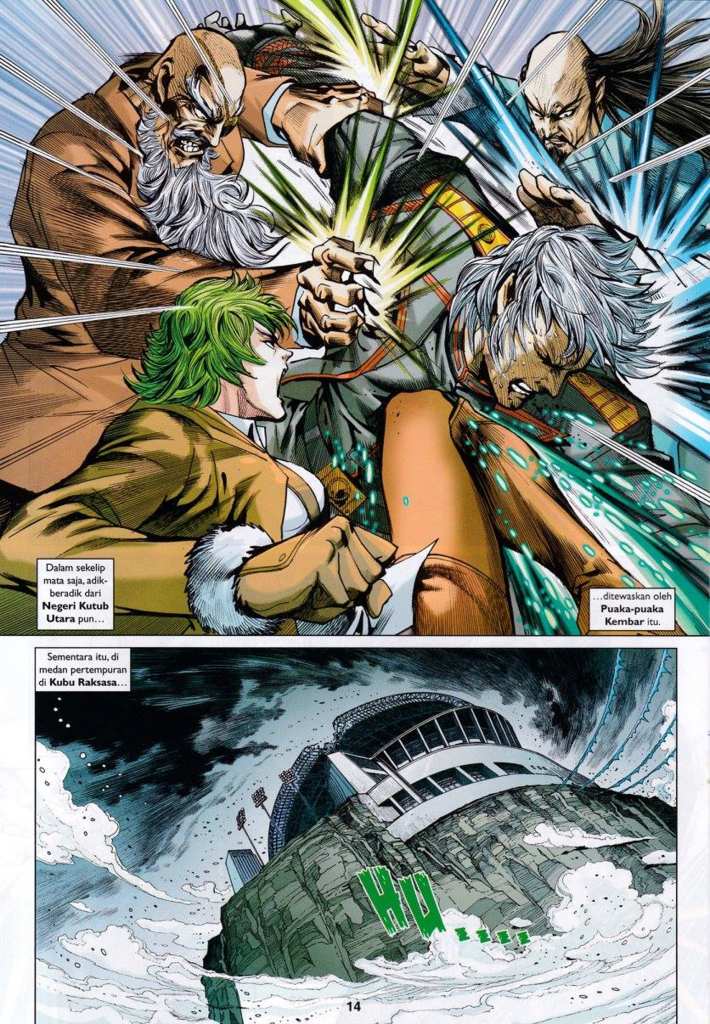 Dalam sekelip
mata saja, adik-
beradik dari
Negeri Kutub
Utara pun...
...ditewaskan oleh
Puaka-puaka
Kembar itu.
Sementara itu, di
medan pertempuran
di Kubu Raksasa...
HU....
14